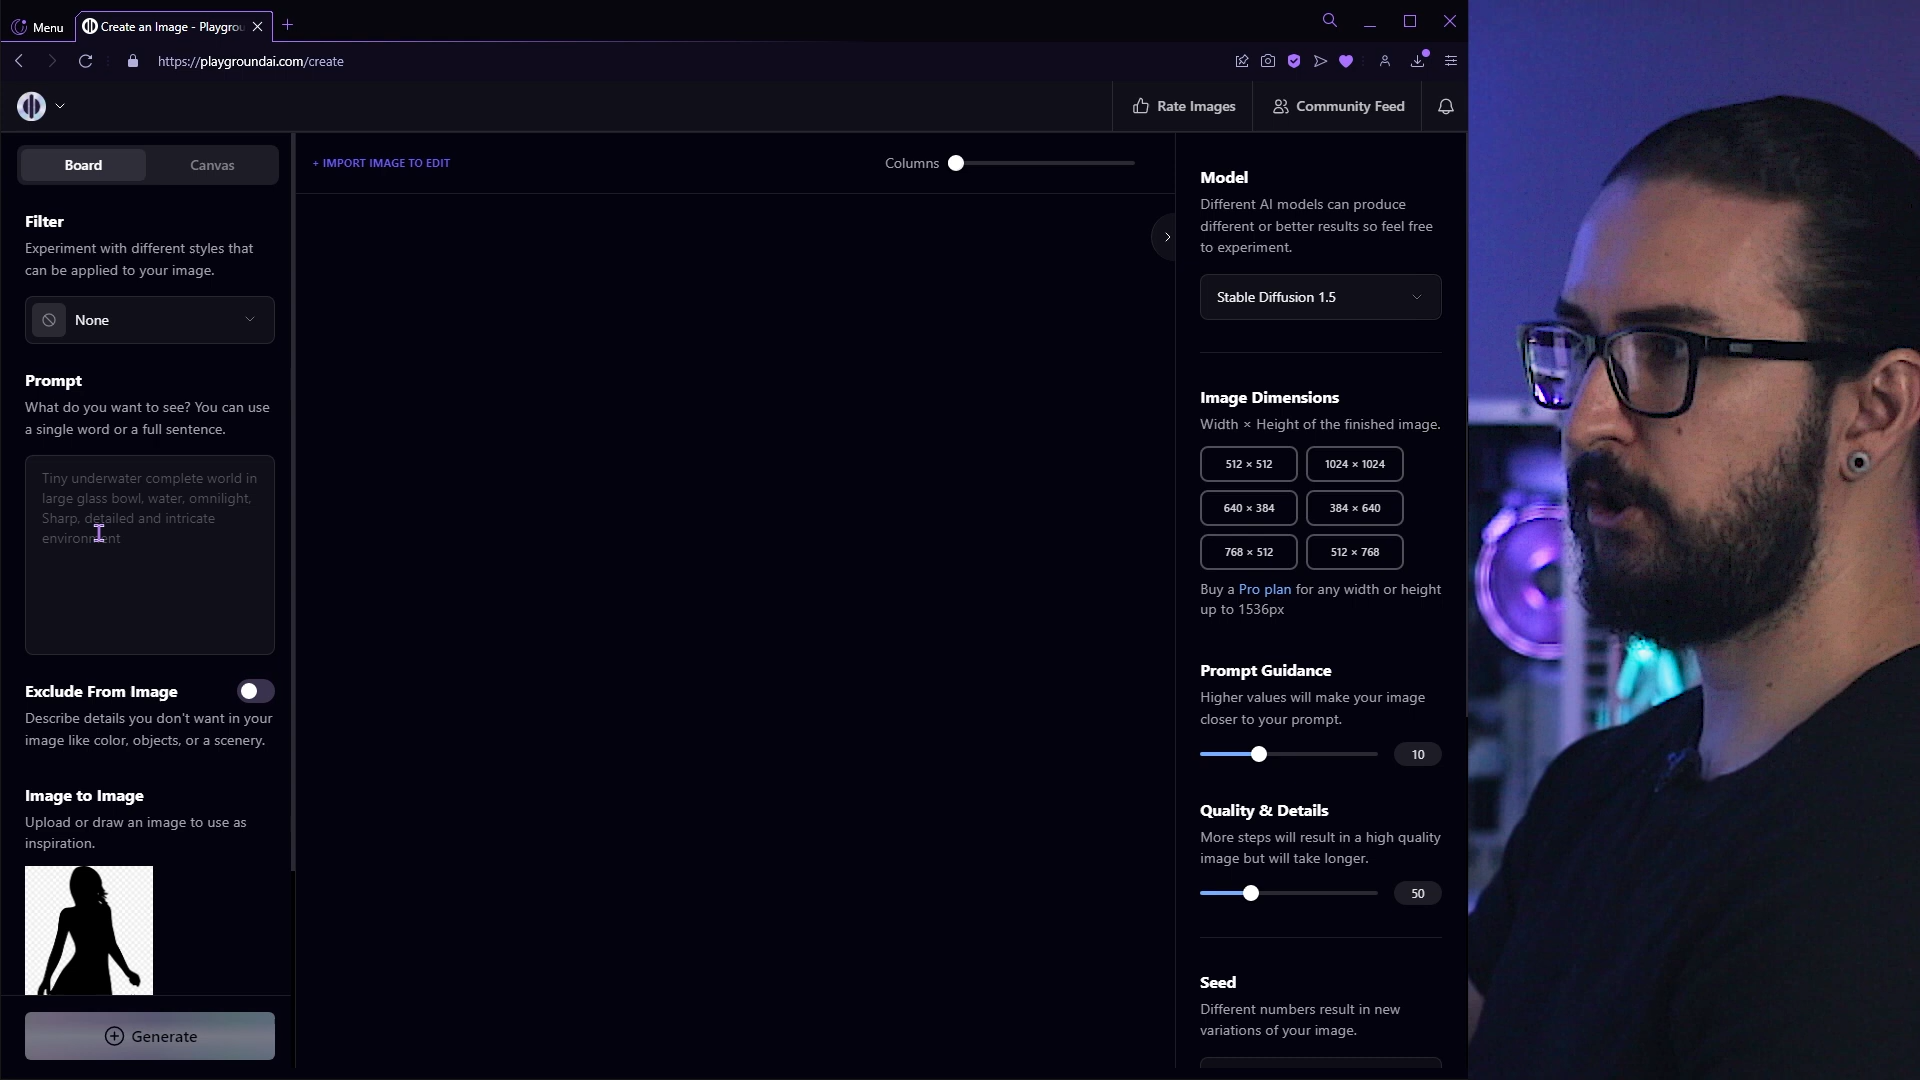 Menu
Create an Image - Playgrou
https://playgroundai.com/create
Rate Images
Community Feed
Board
Canvas
+ IMPORT IMAGE TO EDIT
Columns
Filter
Experiment with different styles that
can be applied to your image.
None
Prompt
What do you want to see? You can use
a single word or a full sentence.
Tiny underwater complete world in
large glass bowl, water, omnilight,
Sharp, detailed and intricate
environment
Exclude From Image
Describe details you don't want in your
image like color, objects, or a scenery.
Image to Image
Upload or draw an image to use as
inspiration.
Generate
Model
Different AI models can produce
different or better results so feel free
to experiment.
Stable Diffusion 1.5
Image Dimensions
Width × Height of the finished image.
512 × 512
1024 × 1024
640 × 384
384 × 640
768 × 512
512 × 768
Buy a Pro plan for any width or height
up to 1536px
Prompt Guidance
Higher values will make your image
closer to your prompt.
10
Quality & Details
More steps will result in a high quality
image but will take longer.
50
Seed
Different numbers result in new
variations of your image.